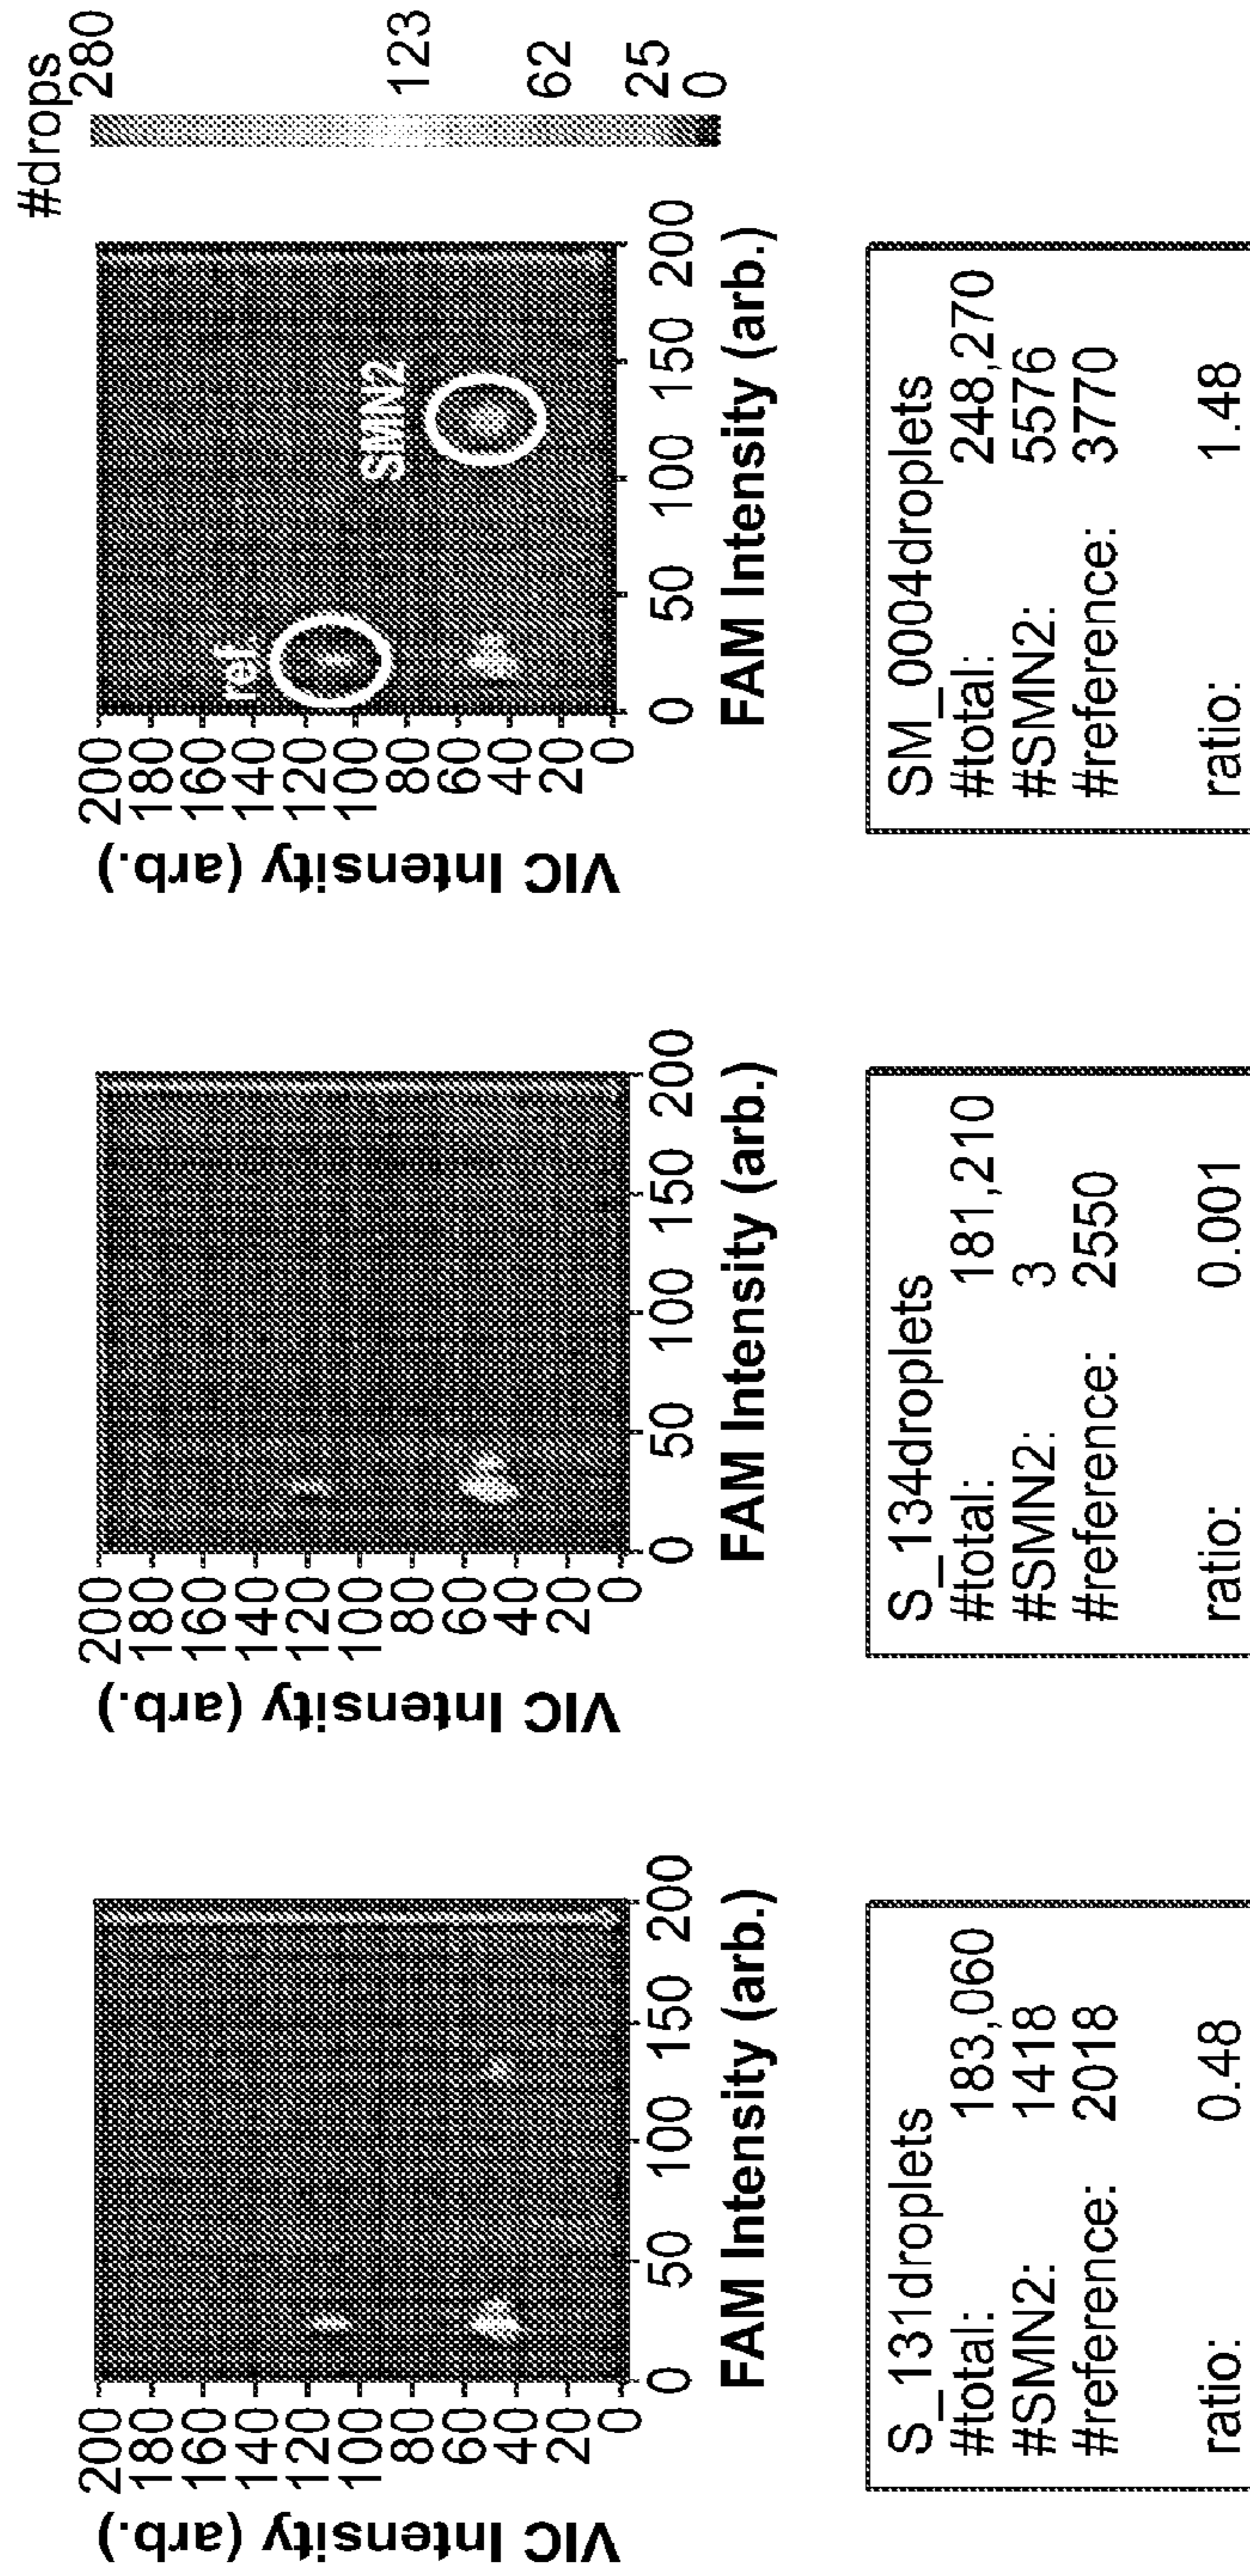 #drops
280
123
62
25
0
VIC Intensity (arb.)
200
180
160
140
120
100
80
60
40
20
0
0 50 100 150 200
FAM Intensity (arb.)
S_131droplets
#total: 183,060
#SMN2: 1418
#reference: 2018
ratio: 0.48
VIC Intensity (arb.)
200
180
160
140
120
100
80
60
40
20
0
0 50 100 150 200
FAM Intensity (arb.)
S_134droplets
#total: 181,210
#SMN2: 3
#reference: 2550
ratio: 0.001
VIC Intensity (arb.)
200
180
160
140
120
100
80
60
40
20
0
ref.
SMN2
0 50 100 150 200
FAM Intensity (arb.)
SM_0004droplets
#total: 248,270
#SMN2: 5576
#reference: 3770
ratio: 1.48